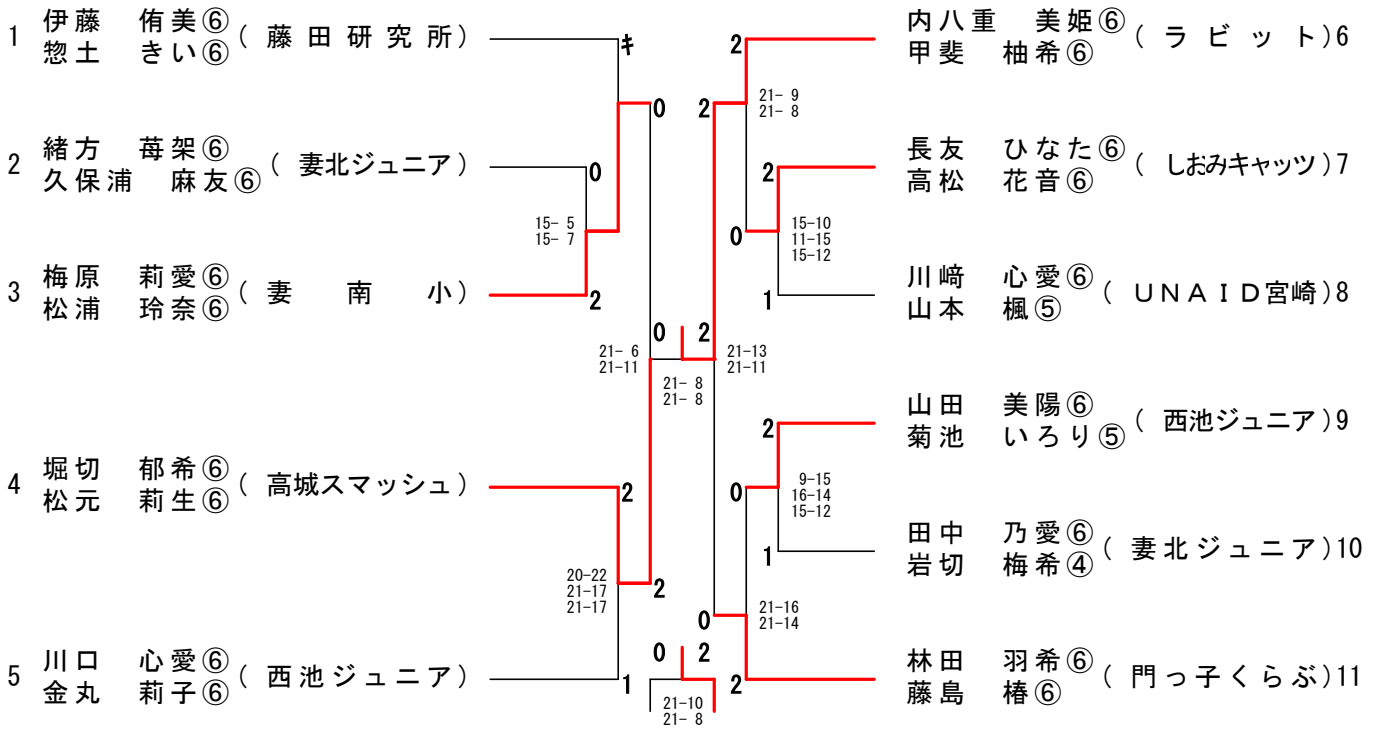 1 伊藤 侑美⑥ ( 藤田研究所 )
惣土 きい⑥
キ
0
2 緒方 苺架⑥ ( 妻北ジュニア )
久保浦 麻友⑥
0
15- 5
15- 7
3 梅原 莉愛⑥ ( 妻南小 )
松浦 玲奈⑥
2
21- 6
21-11
4 堀切 郁希⑥ ( 高城スマッシュ )
松元 莉生⑥
2
20-22
21-17
21-17
2
5 川口 心愛⑥ ( 西池ジュニア )
金丸 莉子⑥
1
0 2
21- 8
21- 8
0 2
21-10
21- 8
内八重 美姫⑥ ( ラビット ) 6
甲斐 柚希⑥
2
2
21- 9
21- 8
長友 ひなた⑥ ( しおみキャッツ ) 7
高松 花音⑥
2
0
15-10
11-15
15-12
川﨑 心愛⑥ ( UNAID宮崎 ) 8
山本 楓⑤
1
21-13
21-11
山田 美陽⑥ ( 西池ジュニア ) 9
菊池 いろり⑤
2
0
9-15
16-14
15-12
田中 乃愛⑥ ( 妻北ジュニア ) 10
岩切 梅希④
1
0
21-16
21-14
林田 羽希⑥ ( 門っ子くらぶ ) 11
藤島 椿⑥
2